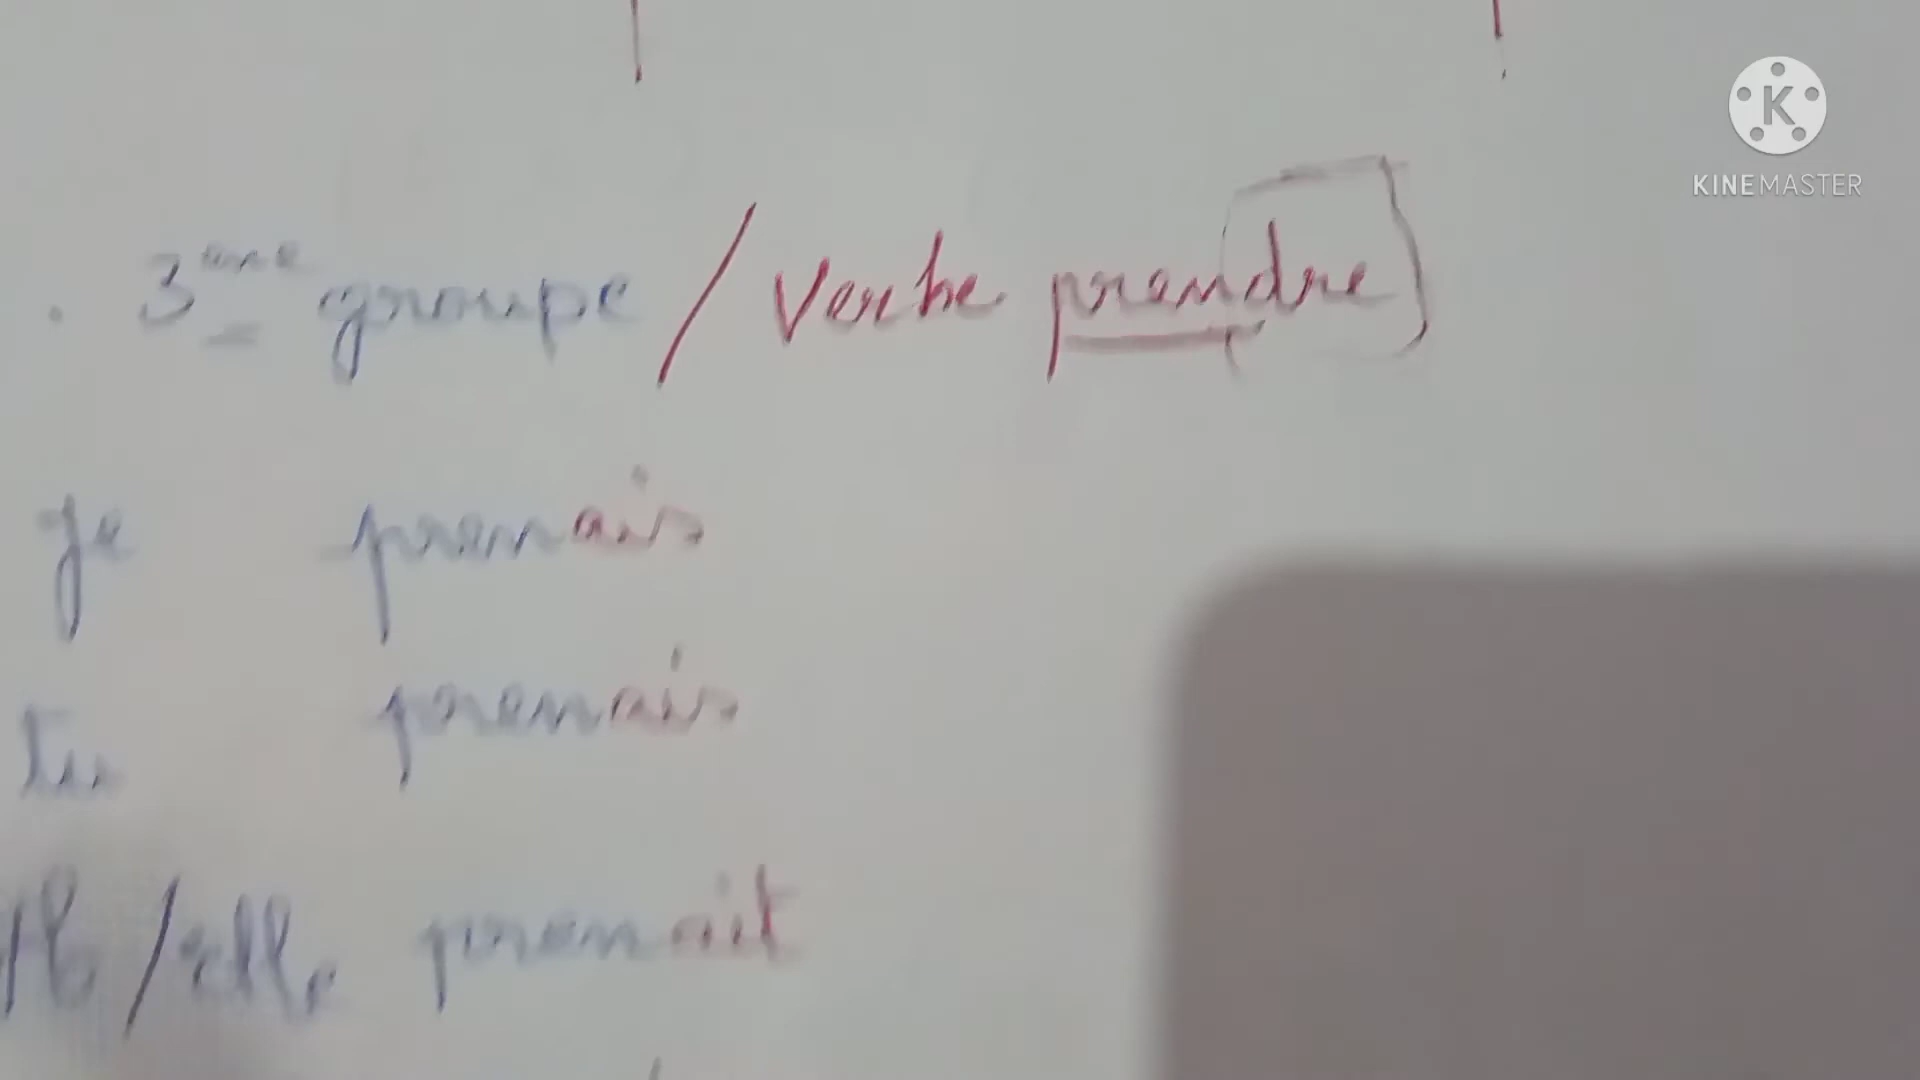 KINEMASTER
. 3ème groupe / Verbe prendre
Je prenais
tu prenais
Il/elle prenait